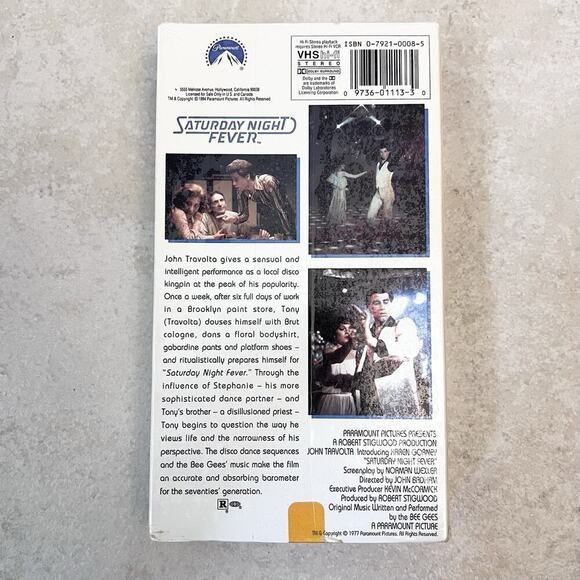 Paramount
5555 Melrose Avenue, Hollywood, California 90038
Licensed for Sale Only in U.S. and Canada
TM & Copyright © 1994 Paramount Pictures. All Rights Reserved.
Hi-Fi Stereo playback
requires Stereo Hi-Fi VCR
VHS hi-fi
STEREO
DOLBY SURROUND
Dolby and the
are trademarks of
Dolby Laboratories
Licensing Corporation.
ISBN 0-7921-0008-5
0 9736-01113-3 0
SATURDAY NIGHT
FEVER™
John Travolta gives a sensual and
intelligent performance as a local disco
kingpin at the peak of his popularity.
Once a week, after six full days of work
in a Brooklyn paint store, Tony
(Travolta) douses himself with Brut
cologne, dons a floral bodyshirt,
gabardine pants and platform shoes –
and ritualistically prepares himself for
"Saturday Night Fever." Through the
influence of Stephanie – his more
sophisticated dance partner – and
Tony's brother – a disillusioned priest –
Tony begins to question the way he
views life and the narrowness of his
perspective. The disco dance sequences
and the Bee Gees' music make the film
an accurate and absorbing barometer
for the seventies' generation.
R
PARAMOUNT PICTURES PRESENTS
A ROBERT STIGWOOD PRODUCTION
JOHN TRAVOLTA Introducing KAREN GORNEY
"SATURDAY NIGHT FEVER"
Screenplay by NORMAN WEXLER
Directed by JOHN BADHAM
Executive Producer KEVIN McCORMICK
Produced by ROBERT STIGWOOD
Original Music Written and Performed
by the BEE GEES
A PARAMOUNT PICTURE
TM & Copyright © 1977 Paramount Pictures. All Rights Reserved.